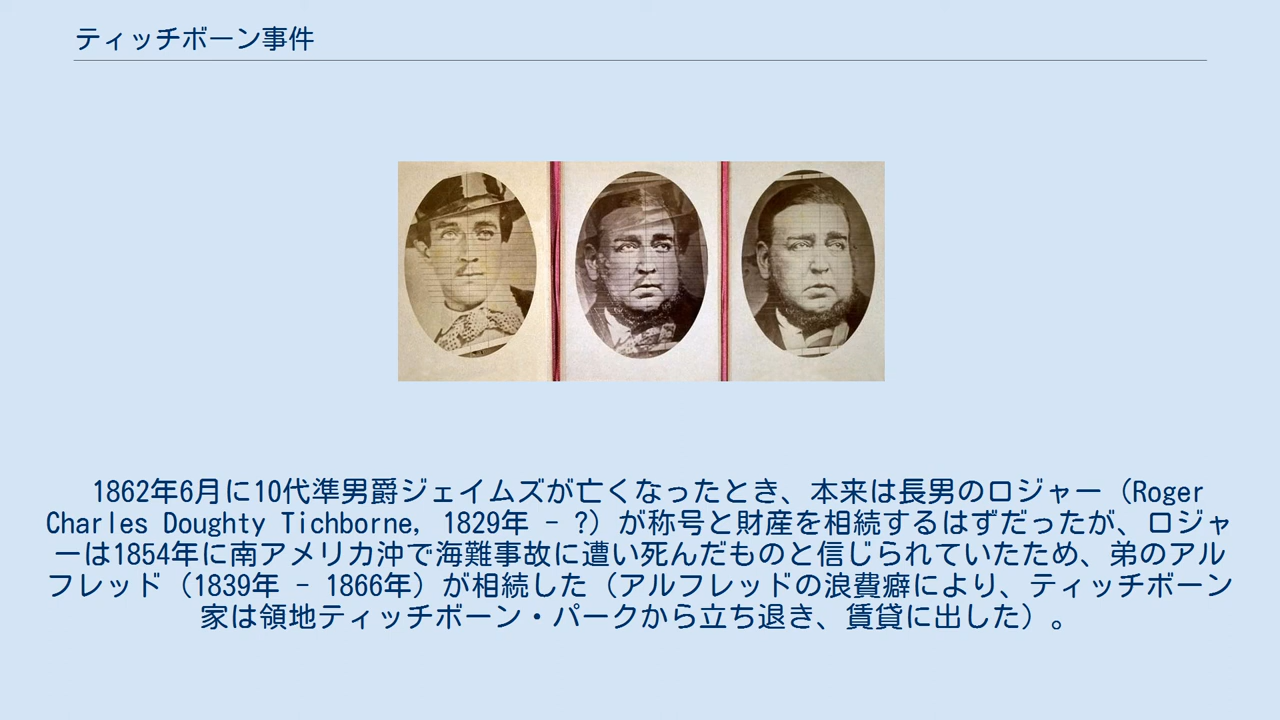 ティッチボーン事件
1862年6月に10代準男爵ジェイムズが亡くなったとき、本来は長男のロジャー（Roger
Charles Doughty Tichborne, 1829年 - ?）が称号と財産を相続するはずだったが、ロジャ
ーは1854年に南アメリカ沖で海難事故に遭い死んだものと信じられていたため、弟のアル
フレッド（1839年 - 1866年）が相続した（アルフレッドの浪費癖により、ティッチボーン
家は領地ティッチボーン・パークから立ち退き、賃貸に出した）。